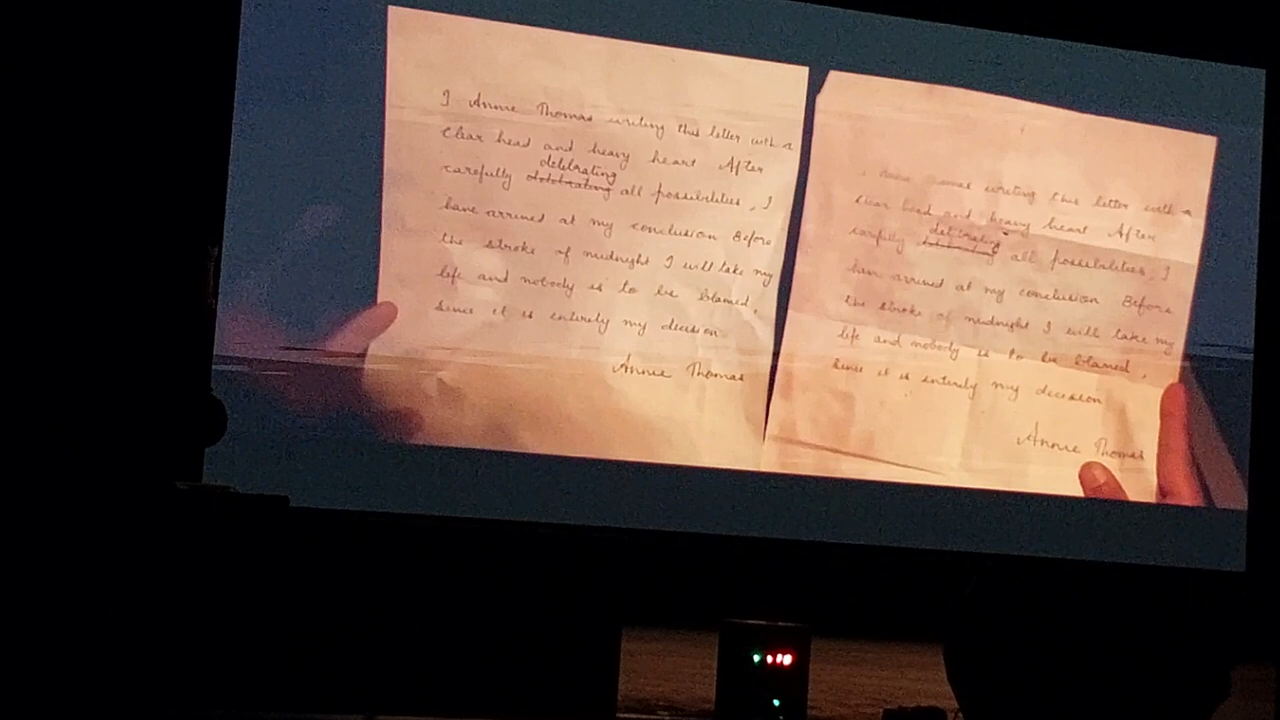 I Annie Thomas writing this letter with a
Clear head and heavy heart After
delibrating
carefully all possibilities, I
have arrived at my conclusion Before
the stroke of midnight I will take my
life and nobody is to be blamed,
since it is entirely my decision
Annie Thomas
writing this letter with a
clear head and heavy heart After
delibrating
all possibilities, I
arrived at my conclusion Before
the stroke of midnight I will take my
life and nobody is to be blamed,
since it is entirely my decision
Annie Thomas